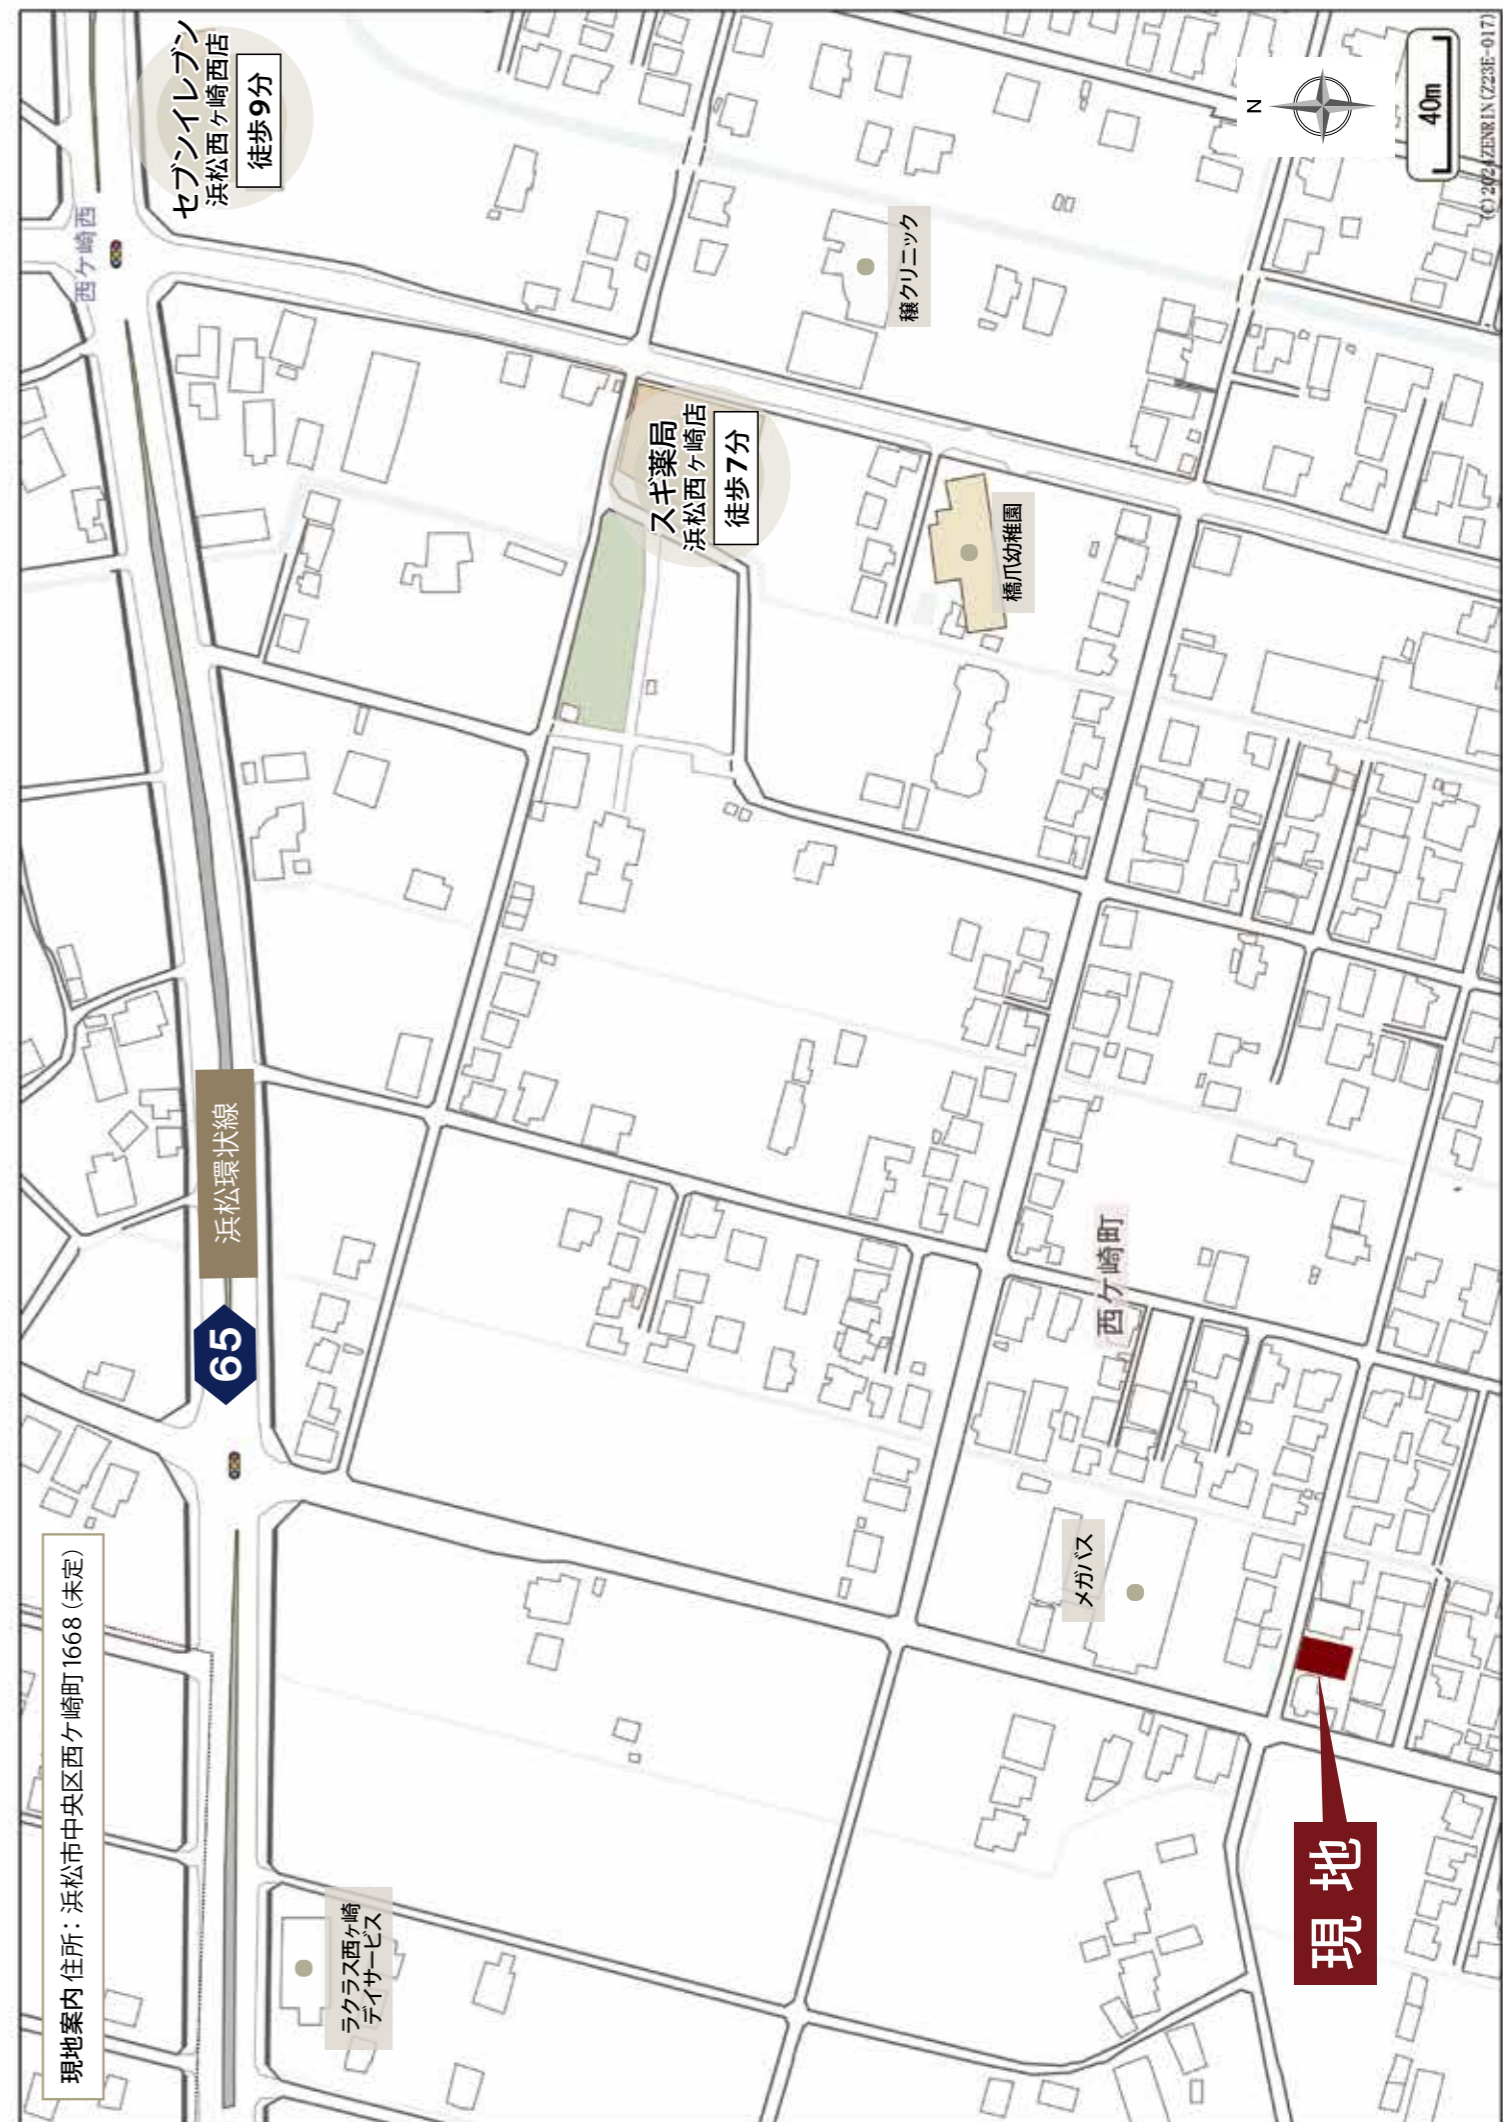 現地案内 住所：浜松市中央区西ケ崎町1668（未定）
セブンイレブン
浜松西ヶ崎西店
徒歩9分
西ケ崎西
浜松環状線
65
スギ薬局
浜松西ヶ崎店
徒歩7分
穣クリニック
橋爪幼稚園
ラクラス西ヶ崎
デイサービス
メガバス
西ケ崎町
現地
N
40m
(C)2024ZENRIN(Z23E-017)